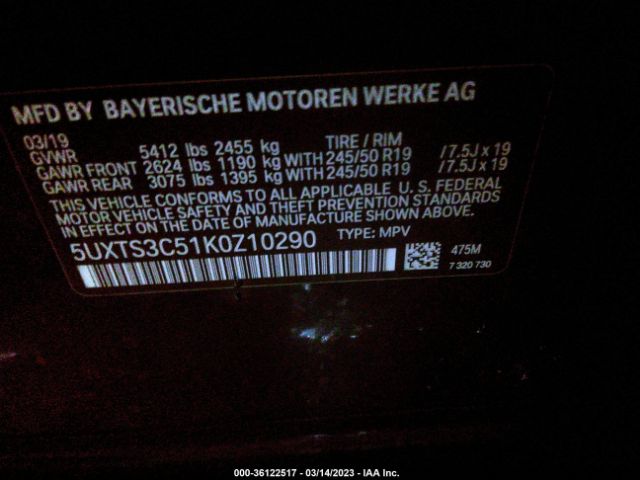 MFD BY BAYERISCHE MOTOREN WERKE AG
03/19
GVWR 5412 lbs 2455 kg TIRE / RIM
GAWR FRONT 2624 lbs 1190 kg WITH 245/50 R19 / 7.5J x 19
GAWR REAR 3075 lbs 1395 kg WITH 245/50 R19 / 7.5J x 19
THIS VEHICLE CONFORMS TO ALL APPLICABLE U. S. FEDERAL
MOTOR VEHICLE SAFETY AND THEFT PREVENTION STANDARDS
IN EFFECT ON THE DATE OF MANUFACTURE SHOWN ABOVE.
5UXTS3C51K0Z10290 TYPE: MPV
475M
7 320 730
000-36122517 - 03/14/2023 - IAA Inc.